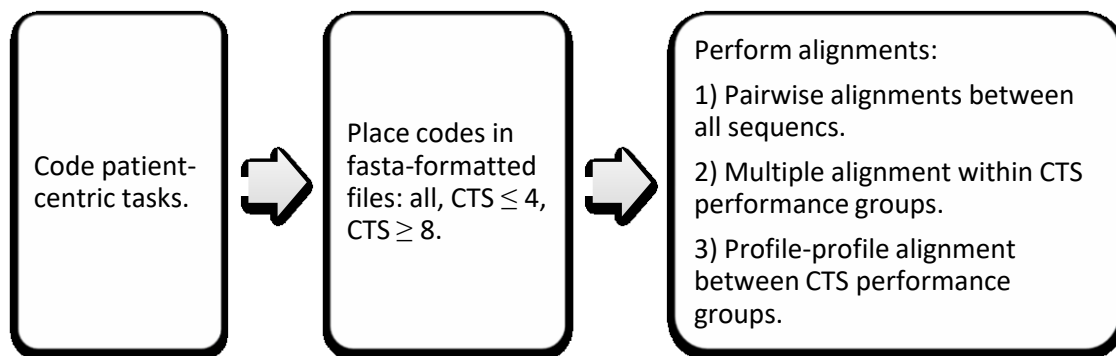 Code patient-
centric tasks.
Place codes in
fasta-formatted
files: all, CTS ≤ 4,
CTS ≥ 8.
Perform alignments:
1) Pairwise alignments between
all sequencs.
2) Multiple alignment within CTS
performance groups.
3) Profile-profile alignment
between CTS performance
groups.